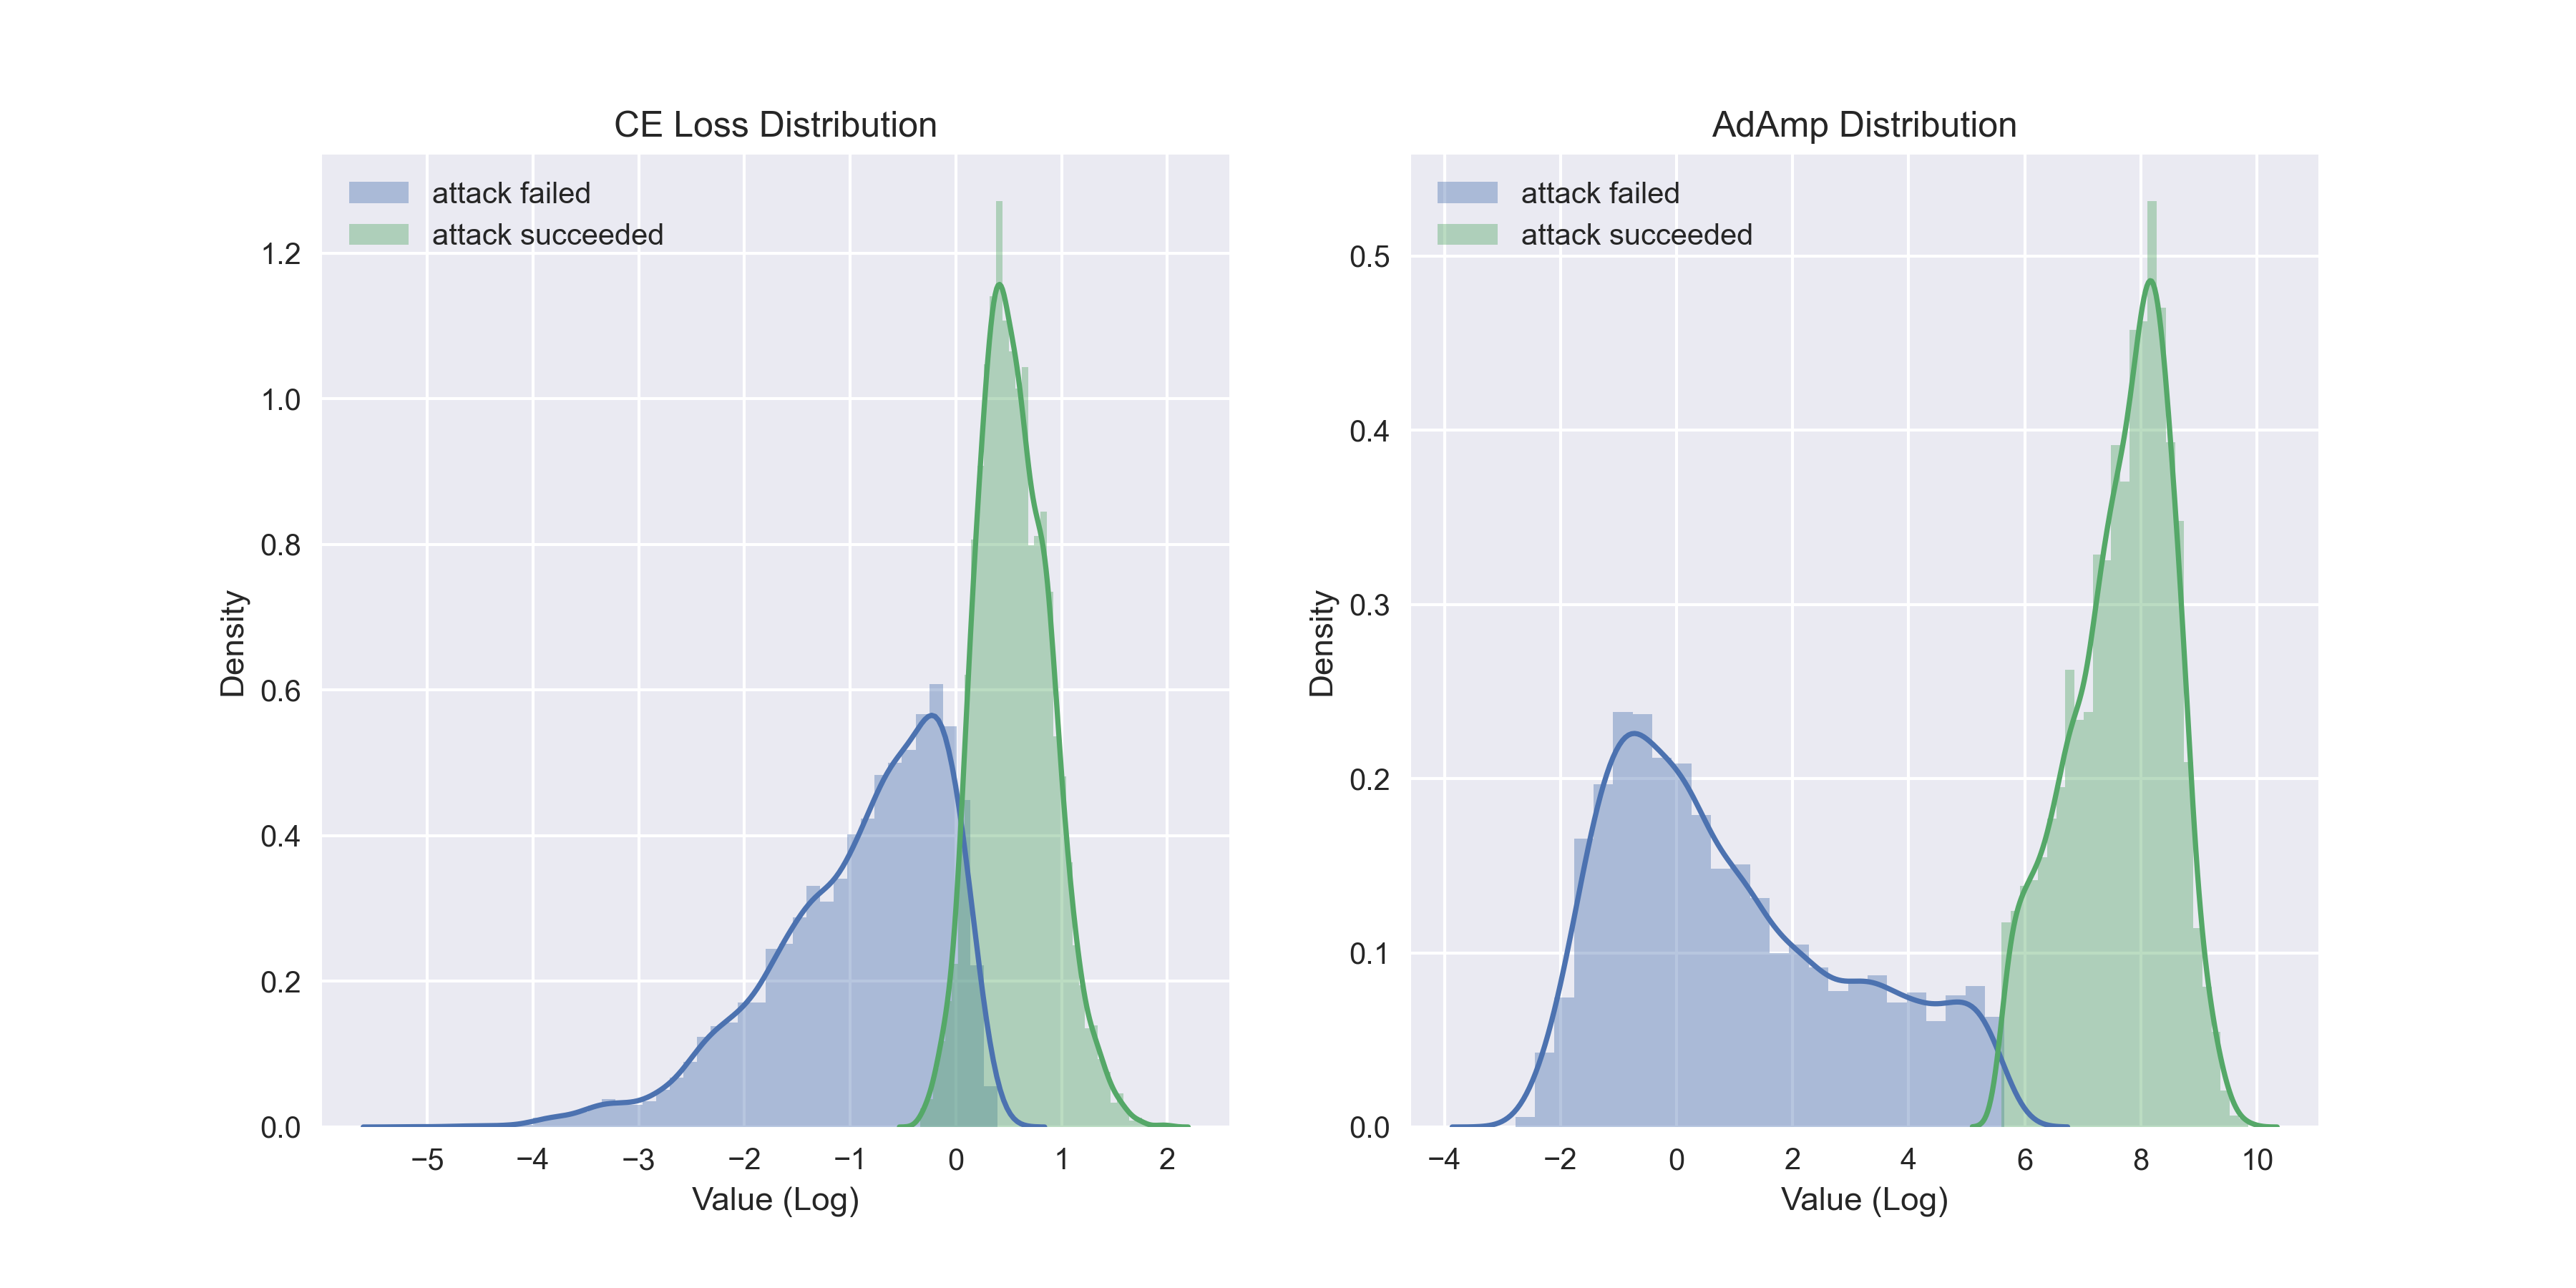 CE Loss Distribution
attack failed
attack succeeded
1.2
1.0
0.8
0.6
0.4
0.2
0.0
Density
−5 −4 −3 −2 −1 0 1 2
Value (Log)
AdAmp Distribution
attack failed
attack succeeded
0.5
0.4
0.3
0.2
0.1
0.0
Density
−4 −2 0 2 4 6 8 10
Value (Log)